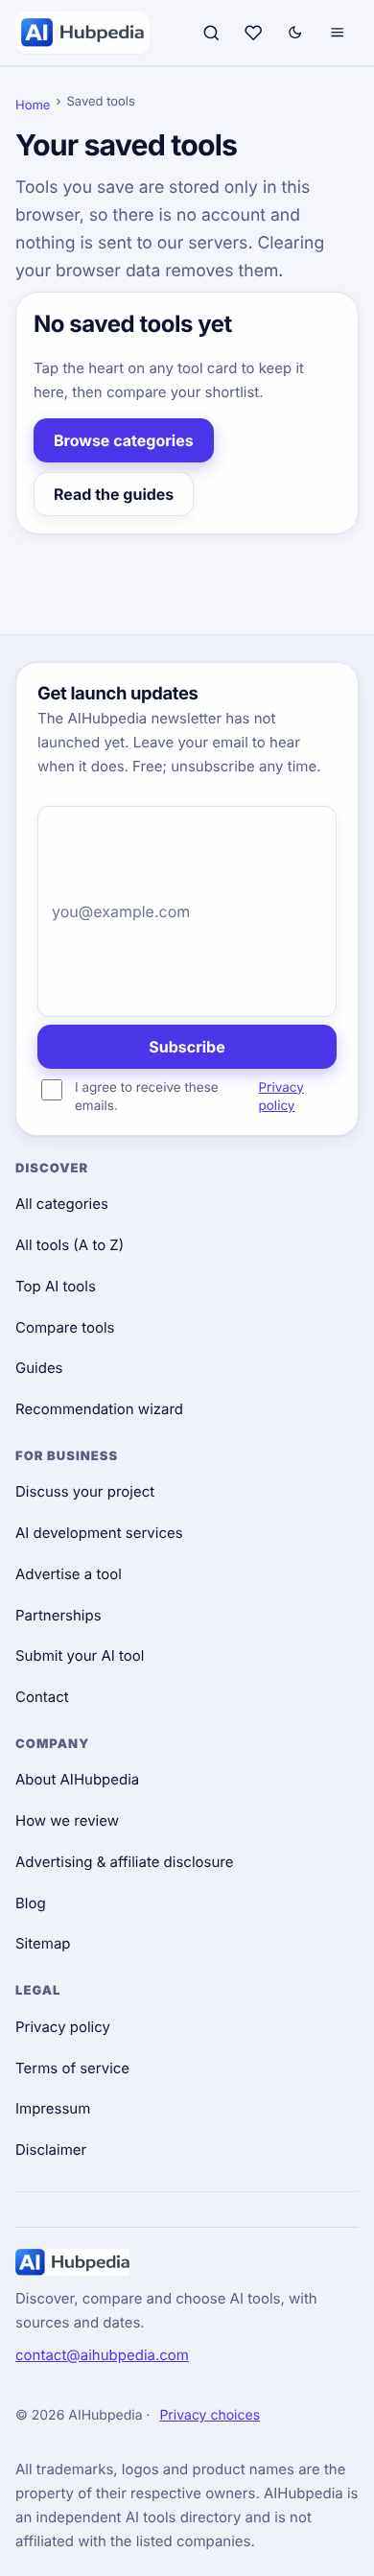 AI Hubpedia
Home › Saved tools
Your saved tools
Tools you save are stored only in this
browser, so there is no account and
nothing is sent to our servers. Clearing
your browser data removes them.
No saved tools yet
Tap the heart on any tool card to keep it
here, then compare your shortlist.
Browse categories
Read the guides
Get launch updates
The AIHubpedia newsletter has not
launched yet. Leave your email to hear
when it does. Free; unsubscribe any time.
you@example.com
Subscribe
I agree to receive these
emails.
Privacy
policy
DISCOVER
All categories
All tools (A to Z)
Top AI tools
Compare tools
Guides
Recommendation wizard
FOR BUSINESS
Discuss your project
AI development services
Advertise a tool
Partnerships
Submit your AI tool
Contact
COMPANY
About AIHubpedia
How we review
Advertising & affiliate disclosure
Blog
Sitemap
LEGAL
Privacy policy
Terms of service
Impressum
Disclaimer
AI Hubpedia
Discover, compare and choose AI tools, with
sources and dates.
contact@aihubpedia.com
© 2026 AIHubpedia · Privacy choices
All trademarks, logos and product names are the
property of their respective owners. AIHubpedia is
an independent AI tools directory and is not
affiliated with the listed companies.